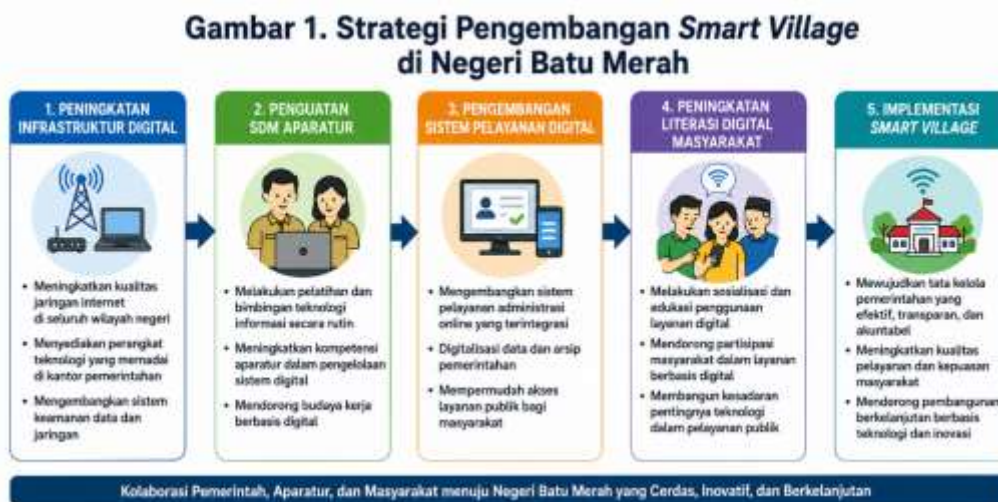 Gambar 1. Strategi Pengembangan Smart Village
di Negeri Batu Merah
1. PENINGKATAN
INFRASTRUKTUR DIGITAL
• Meningkatkan kualitas
jaringan internet
di seluruh wilayah negeri
• Menyediakan perangkat
teknologi yang memadai
di kantor pemerintahan
• Mengembangkan sistem
keamanan data dan
jaringan
2. PENGUATAN
SDM APARATUR
• Melakukan pelatihan dan
bimbingan teknologi
informasi secara rutin
• Meningkatkan kompetensi
aparatur dalam pengelolaan
sistem digital
• Mendorong budaya kerja
berbasis digital
3. PENGEMBANGAN
SISTEM PELAYANAN DIGITAL
• Mengembangkan sistem
pelayanan administrasi
online yang terintegrasi
• Digitalisasi data dan arsip
pemerintahan
• Mempermudah akses
layanan publik bagi
masyarakat
4. PENINGKATAN
LITERASI DIGITAL
MASYARAKAT
• Melakukan sosialisasi dan
edukasi penggunaan
layanan digital
• Mendorong partisipasi
masyarakat dalam layanan
berbasis digital
• Membangun kesadaran
pentingnya teknologi
dalam pelayanan publik
5. IMPLEMENTASI
SMART VILLAGE
• Mewujudkan tata kelola
pemerintahan yang
efektif, transparan, dan
akuntabel
• Meningkatkan kualitas
pelayanan dan kepuasan
masyarakat
• Mendorong pembangunan
berkelanjutan berbasis
teknologi dan inovasi
Kolaborasi Pemerintah, Aparatur, dan Masyarakat menuju Negeri Batu Merah yang Cerdas, Inovatif, dan Berkelanjutan